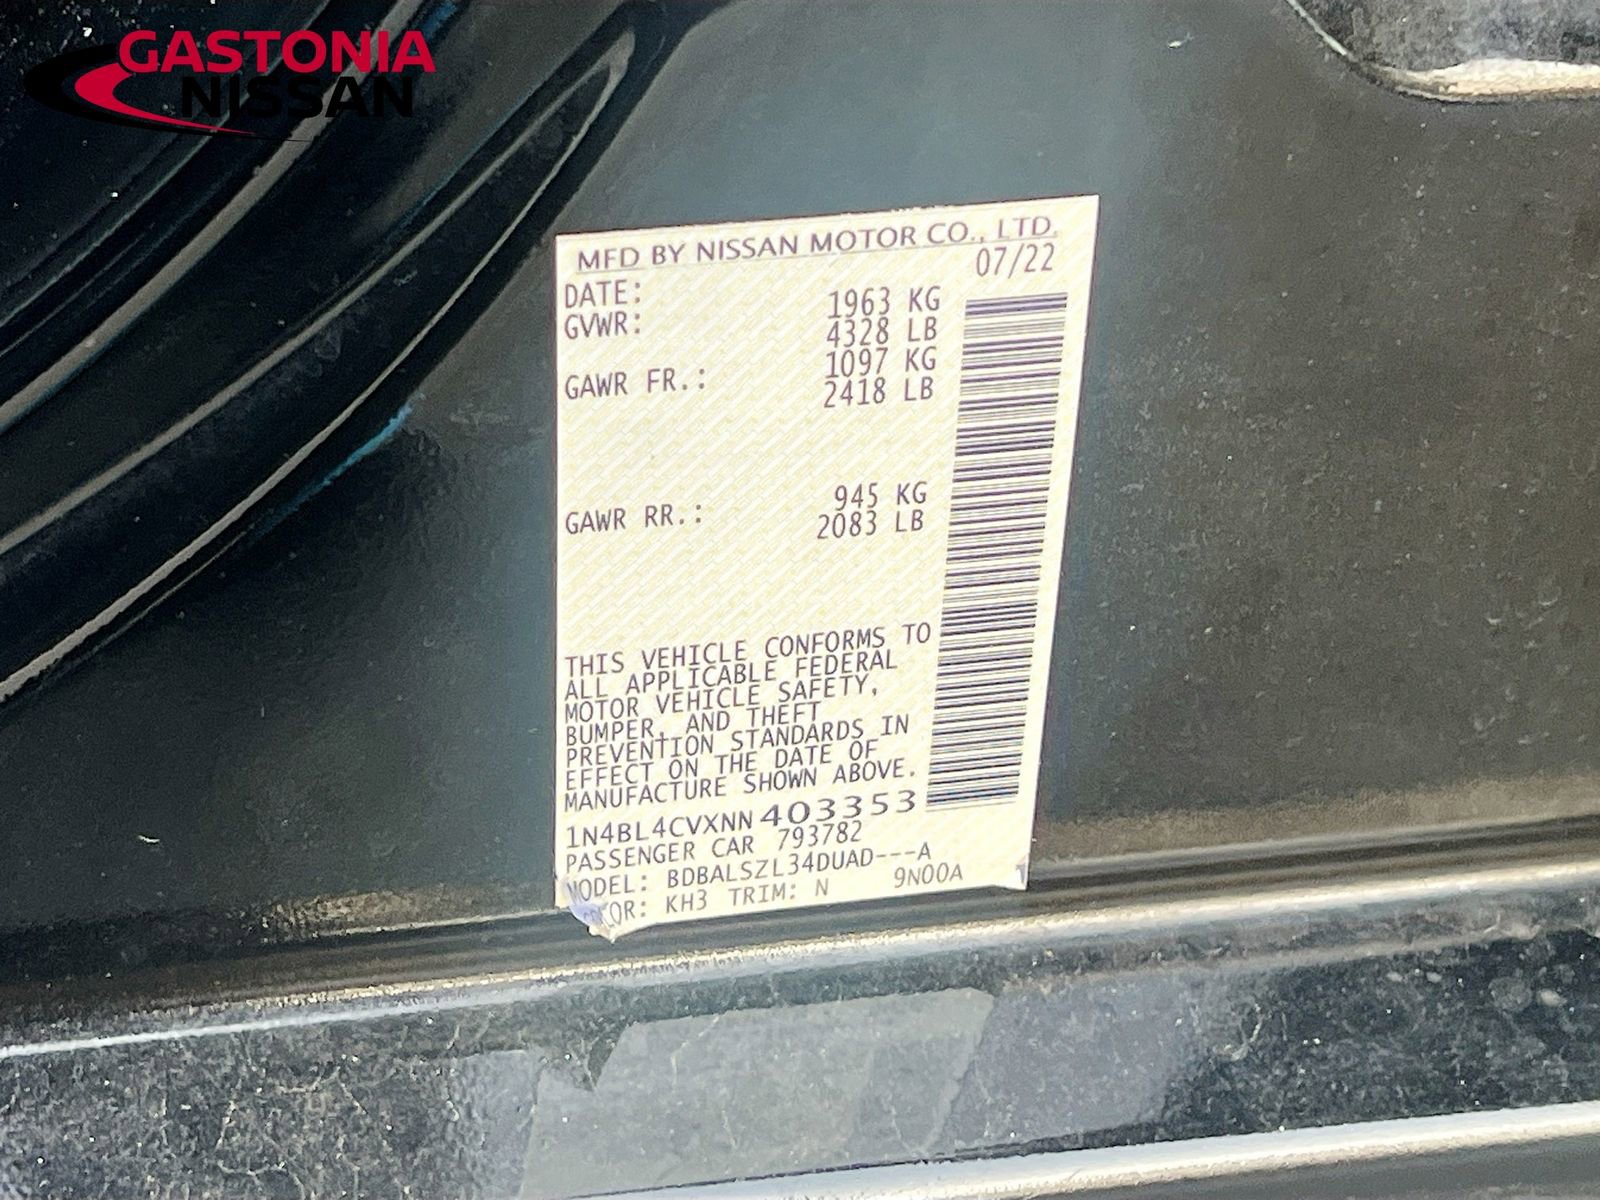 GASTONIA
NISSAN
MFD BY NISSAN MOTOR CO., LTD.
DATE: 07/22
GVWR: 1963 KG
4328 LB
GAWR FR.: 1097 KG
2418 LB
GAWR RR.: 945 KG
2083 LB
THIS VEHICLE CONFORMS TO
ALL APPLICABLE FEDERAL
MOTOR VEHICLE SAFETY,
BUMPER, AND THEFT
PREVENTION STANDARDS IN
EFFECT ON THE DATE OF
MANUFACTURE SHOWN ABOVE.
1N4BL4CVXNN403353
PASSENGER CAR 793782
MODEL: BDBALSZL34DUAD---A
COLOR: KH3 TRIM: N 9N00A